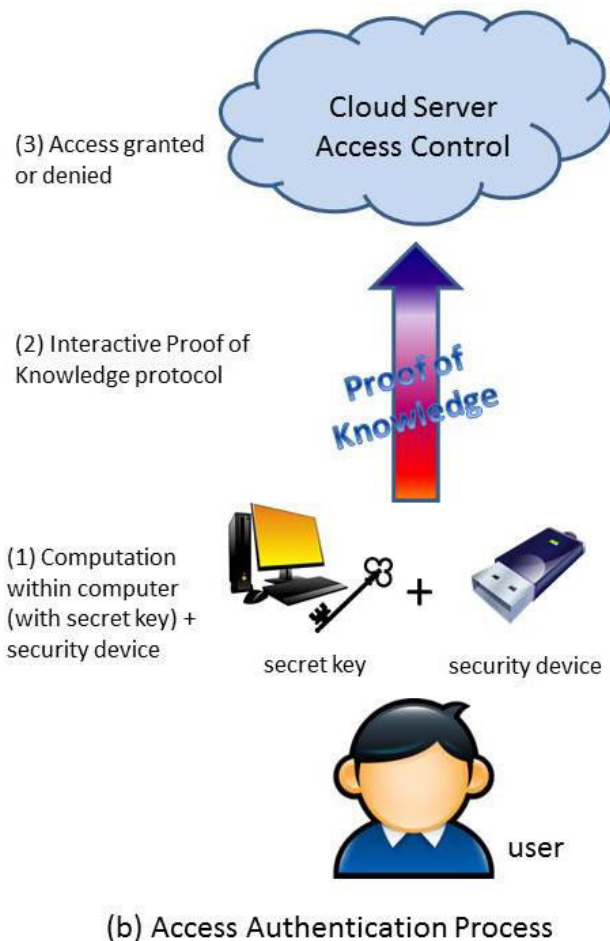 Cloud Server
Access Control
(3) Access granted
or denied
(2) Interactive Proof of
Knowledge protocol
Proof of
Knowledge
(1) Computation
within computer
(with secret key) +
security device
+
secret key
security device
user
(b) Access Authentication Process